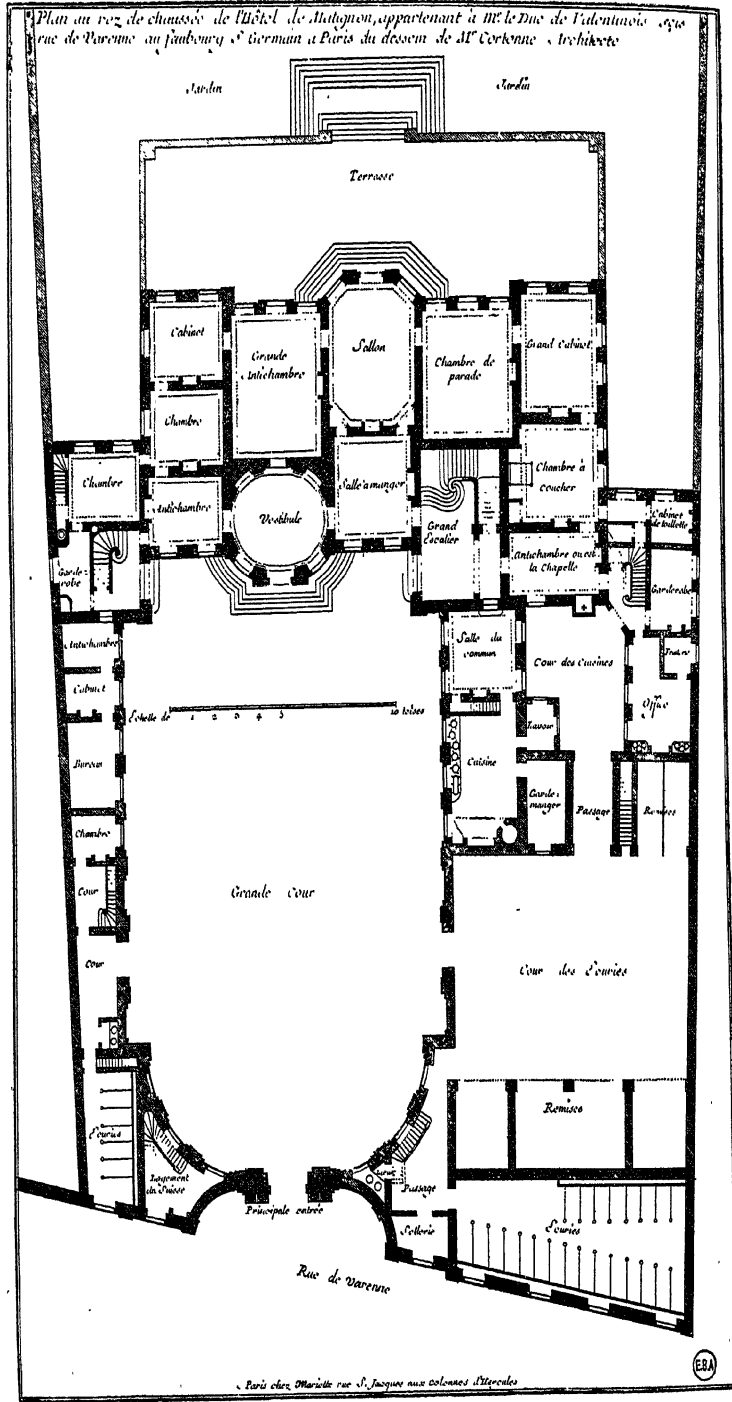 Plan au rez de chaussée de l'Hôtel de Matignon, appartenant à Mr. le Duc de Valentinois scis
rue de Varenne au faubourg St Germain a Paris du dessein de Mr Cortonne Architecte
Jardin
Jardin
Terrasse
Cabinet
Grande Antichambre
Sallon
Chambre de parade
Grand Cabinet
Chambre
Chambre
Antichambre
Vestibule
Salle a manger
Grand Escalier
Chambre à coucher
Cabinet de toillette
Garderobe
Antichambre ou est la Chapelle
Garderobe
Antichambre
Salle du commun
Cour des Cuisines
Cabinet
Office
Echelle de 1 2 3 4 5 10 toises
Lavoir
Bureau
Cuisine
Garde-manger
Passage
Remises
Chambre
Cour
Grande Cour
Cour
Cour des Ecuries
Remises
Ecuries
Logement du Suisse
Passage
Principale entrée
Sellerie
Ecuries
Rue de Varenne
A Paris chez Mariette rue St. Jacques aux Colonnes d'Hercules
E.B.A